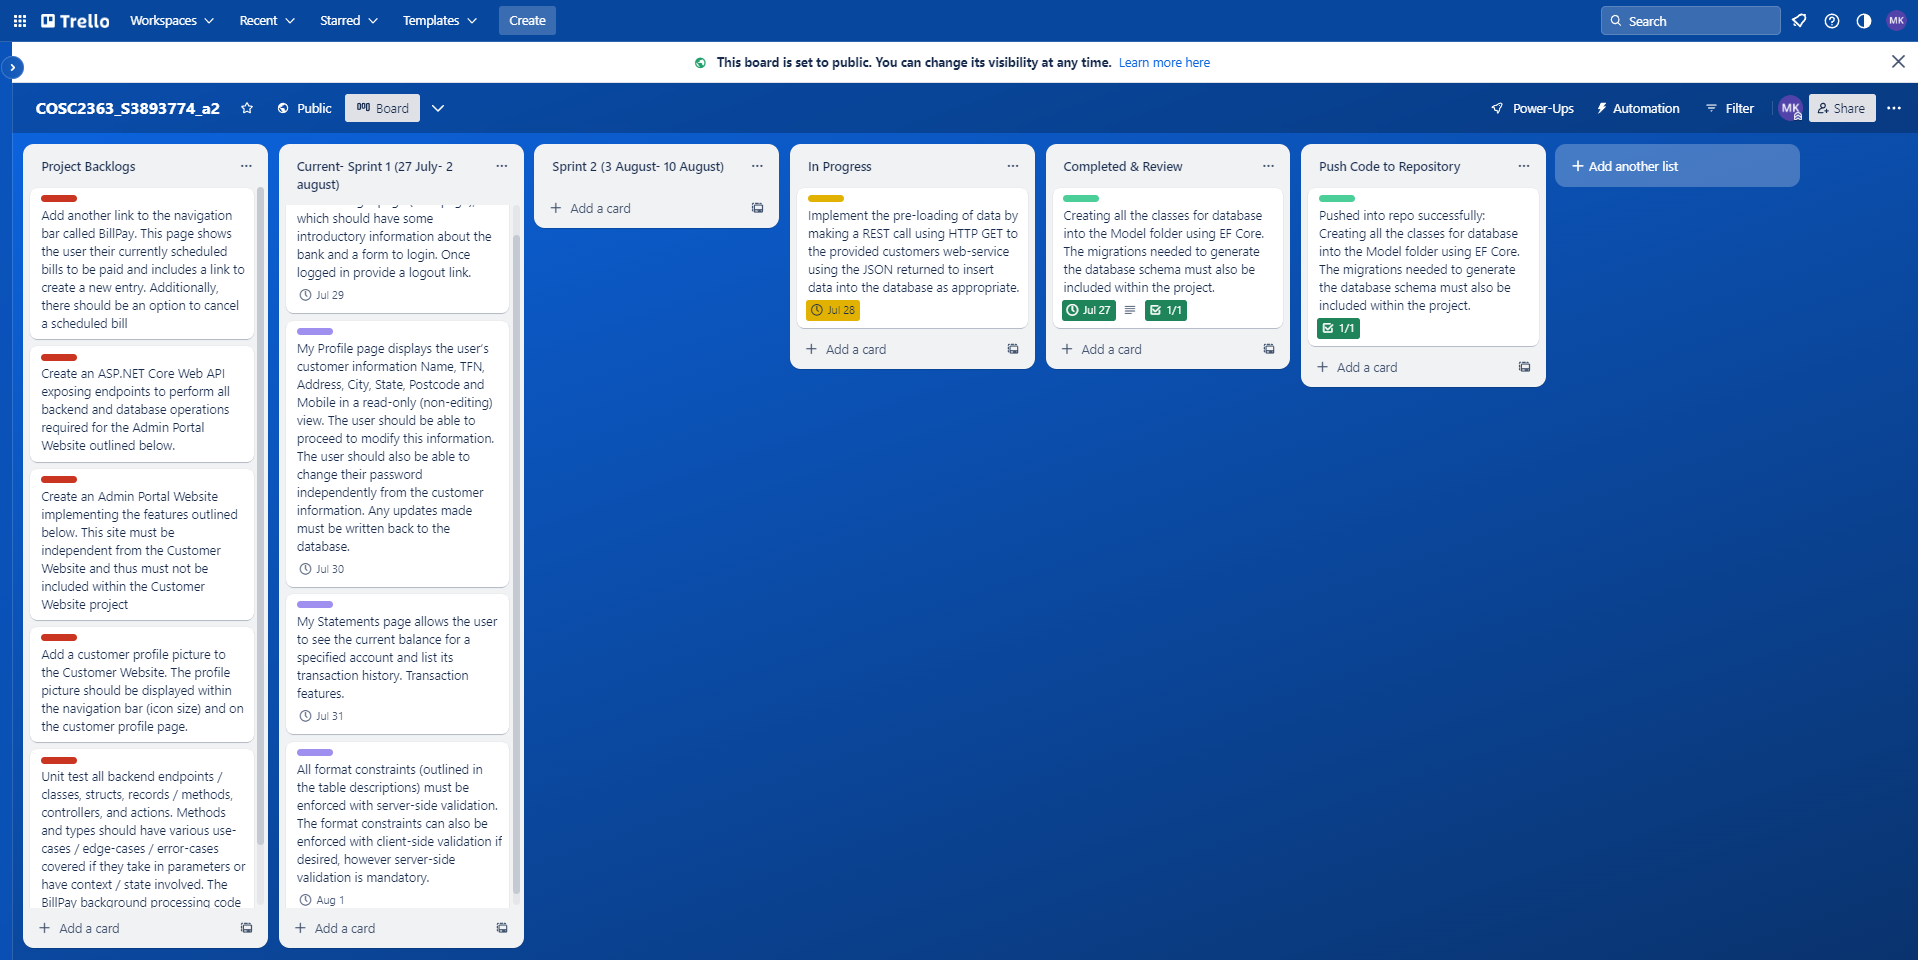 Trello
Workspaces
Recent
Starred
Templates
Create
Search
MK
This board is set to public. You can change its visibility at any time. Learn more here
COSC2363_S3893774_a2
Public
Board
Power-Ups
Automation
Filter
MK
Share
Project Backlogs
Add another link to the navigation
bar called BillPay. This page shows
the user their currently scheduled
bills to be paid and includes a link to
create a new entry. Additionally,
there should be an option to cancel
a scheduled bill
Create an ASP.NET Core Web API
exposing endpoints to perform all
backend and database operations
required for the Admin Portal
Website outlined below.
Create an Admin Portal Website
implementing the features outlined
below. This site must be
independent from the Customer
Website and thus must not be
included within the Customer
Website project
Add a customer profile picture to
the Customer Website. The profile
picture should be displayed within
the navigation bar (icon size) and on
the customer profile page.
Unit test all backend endpoints /
classes, structs, records / methods,
controllers, and actions. Methods
and types should have various use-
cases / edge-cases / error-cases
covered if they take in parameters or
have context / state involved. The
BillPay background processing code
Add a card
Current- Sprint 1 (27 July- 2
august)
which should have some
introductory information about the
bank and a form to login. Once
logged in provide a logout link.
Jul 29
My Profile page displays the user's
customer information Name, TFN,
Address, City, State, Postcode and
Mobile in a read-only (non-editing)
view. The user should be able to
proceed to modify this information.
The user should also be able to
change their password
independently from the customer
information. Any updates made
must be written back to the
database.
Jul 30
My Statements page allows the user
to see the current balance for a
specified account and list its
transaction history. Transaction
features.
Jul 31
All format constraints (outlined in
the table descriptions) must be
enforced with server-side validation.
The format constraints can also be
enforced with client-side validation if
desired, however server-side
validation is mandatory.
Aug 1
Add a card
Sprint 2 (3 August- 10 August)
Add a card
In Progress
Implement the pre-loading of data by
making a REST call using HTTP GET to
the provided customers web-service
using the JSON returned to insert
data into the database as appropriate.
Jul 28
Add a card
Completed & Review
Creating all the classes for database
into the Model folder using EF Core.
The migrations needed to generate
the database schema must also be
included within the project.
Jul 27
1/1
Add a card
Push Code to Repository
Pushed into repo successfully:
Creating all the classes for database
into the Model folder using EF Core.
The migrations needed to generate
the database schema must also be
included within the project.
1/1
Add a card
Add another list